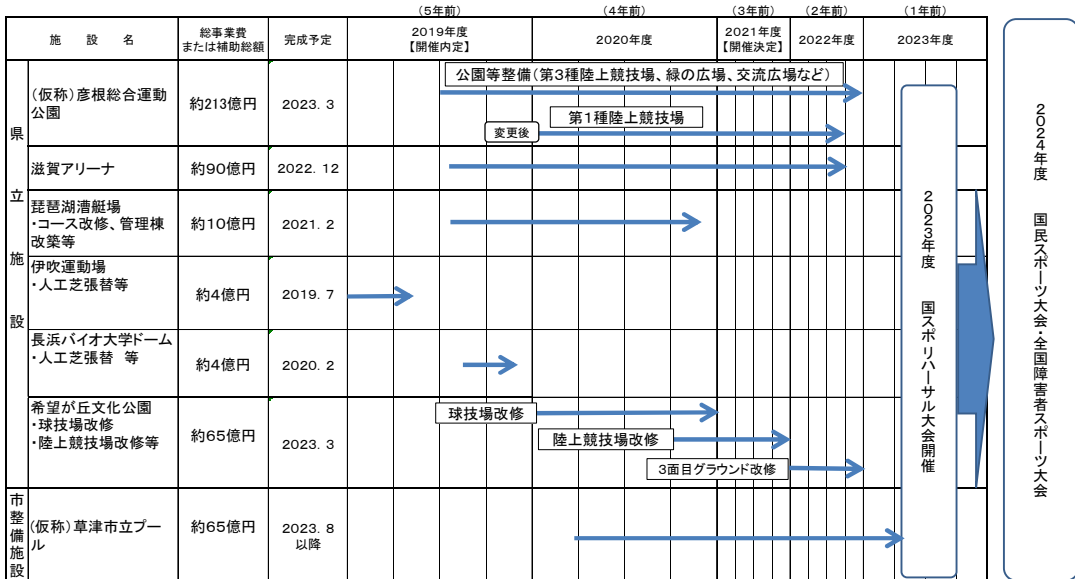 (5年前)
(4年前)
(3年前)
(2年前)
(1年前)
施　設　名
総事業費
または補助総額
完成予定
2019年度
【開催内定】
2020年度
2021年度
【開催決定】
2022年度
2023年度
県立施設
(仮称)彦根総合運動
公園
約213億円
2023. 3
公園等整備(第3種陸上競技場、緑の広場、交流広場など)
第1種陸上競技場
変更後
滋賀アリーナ
約90億円
2022. 12
琵琶湖漕艇場
・コース改修、管理棟
改築等
約10億円
2021. 2
伊吹運動場
・人工芝張替等
約4億円
2019. 7
長浜バイオ大学ドーム
・人工芝張替　等
約4億円
2020. 2
希望が丘文化公園
・球技場改修
・陸上競技場改修等
約65億円
2023. 3
球技場改修
陸上競技場改修
3面目グラウンド改修
市整備施設
(仮称)草津市立プー
ル
約65億円
2023. 8
以降
2023年度　国スポリハーサル大会開催
2024年度　国民スポーツ大会・全国障害者スポーツ大会